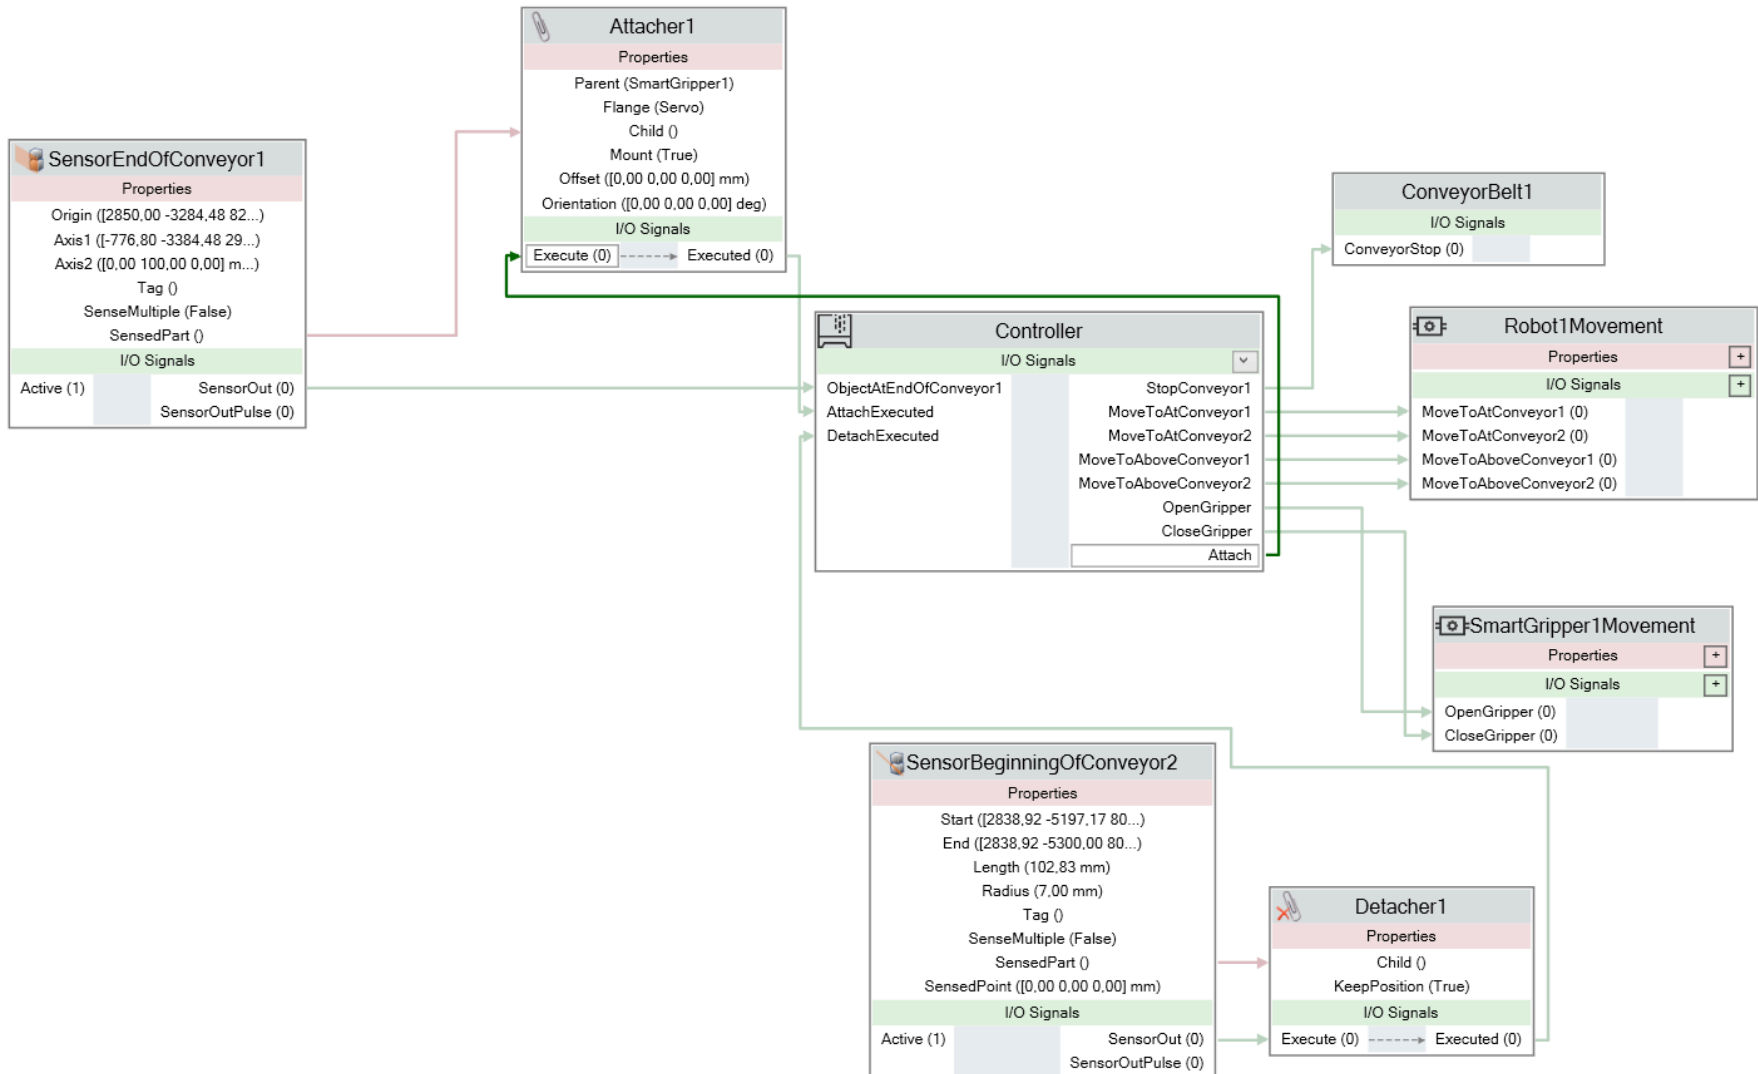 Attacher1
Properties
Parent (SmartGripper1)
Flange (Servo)
Child ()
Mount (True)
Offset ([0,00 0,00 0,00] mm)
Orientation ([0,00 0,00 0,00] deg)
I/O Signals
Execute (0) Executed (0)
SensorEndOfConveyor1
Properties
Origin ([2850,00 -3284,48 82...)
Axis1 ([-776,80 -3384,48 29...)
Axis2 ([0,00 100,00 0,00] m...)
Tag ()
SenseMultiple (False)
SensedPart ()
I/O Signals
Active (1) SensorOut (0)
SensorOutPulse (0)
ConveyorBelt1
I/O Signals
ConveyorStop (0)
Controller
I/O Signals
ObjectAtEndOfConveyor1 StopConveyor1
AttachExecuted MoveToAtConveyor1
DetachExecuted MoveToAtConveyor2
MoveToAboveConveyor1
MoveToAboveConveyor2
OpenGripper
CloseGripper
Attach
Robot1Movement
Properties
I/O Signals
MoveToAtConveyor1 (0)
MoveToAtConveyor2 (0)
MoveToAboveConveyor1 (0)
MoveToAboveConveyor2 (0)
SmartGripper1Movement
Properties
I/O Signals
OpenGripper (0)
CloseGripper (0)
SensorBeginningOfConveyor2
Properties
Start ([2838,92 -5197,17 80...)
End ([2838,92 -5300,00 80...)
Length (102,83 mm)
Radius (7,00 mm)
Tag ()
SenseMultiple (False)
SensedPart ()
SensedPoint ([0,00 0,00 0,00] mm)
I/O Signals
Active (1) SensorOut (0)
SensorOutPulse (0)
Detacher1
Properties
Child ()
KeepPosition (True)
I/O Signals
Execute (0) Executed (0)